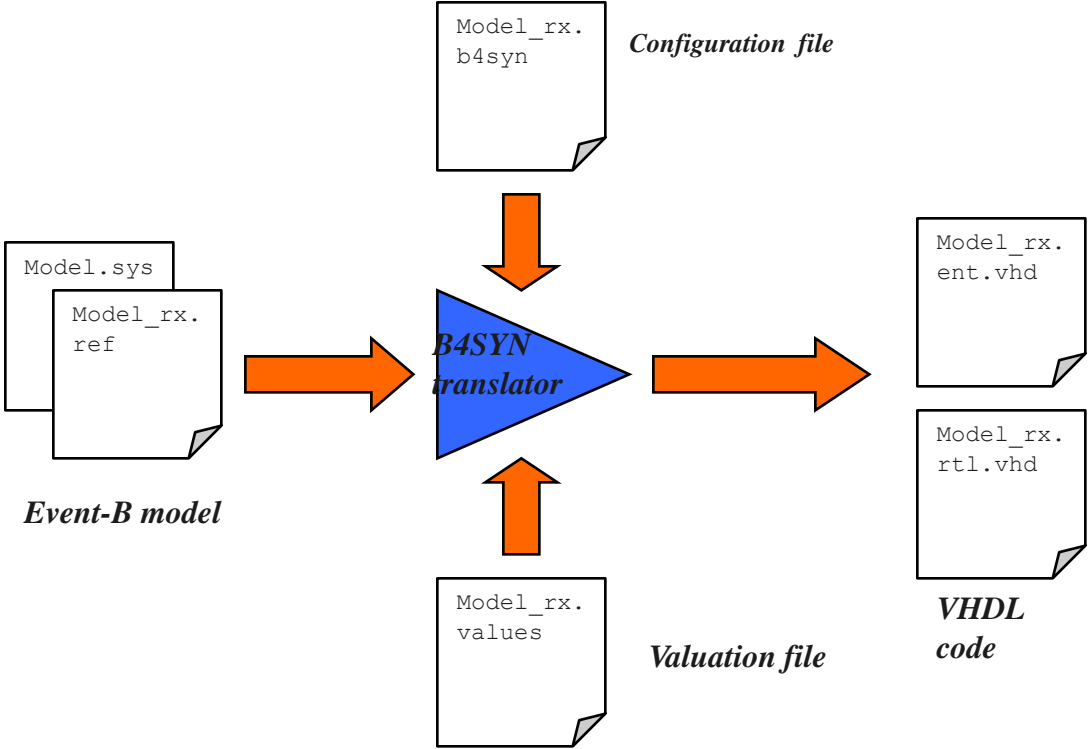 Model_rx.
b4syn
Configuration file
Model.sys
Model_rx.
ref
Event-B model
B4SYN
translator
Model_rx.
ent.vhd
Model_rx.
rtl.vhd
VHDL
code
Model_rx.
values
Valuation file